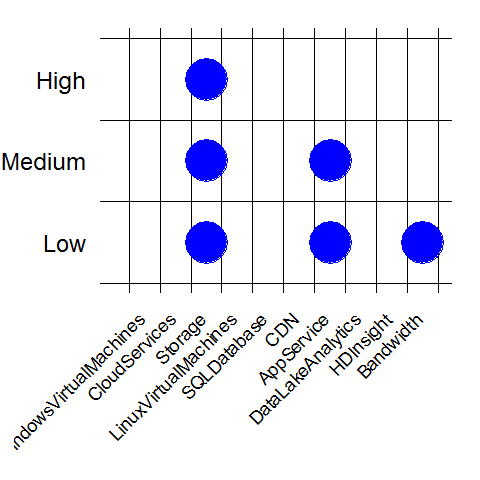 High
Medium
Low
ndowsVirtualMachines
CloudServices
Storage
LinuxVirtualMachines
SQLDatabase
CDN
AppService
DataLakeAnalytics
HDInsight
Bandwidth